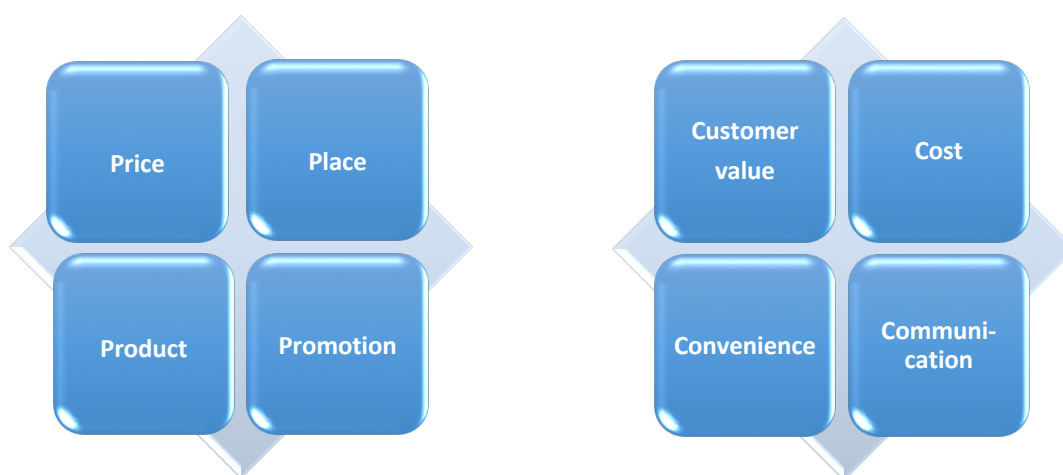 Price
Place
Product
Promotion
Customer
value
Cost
Convenience
Communi-
cation